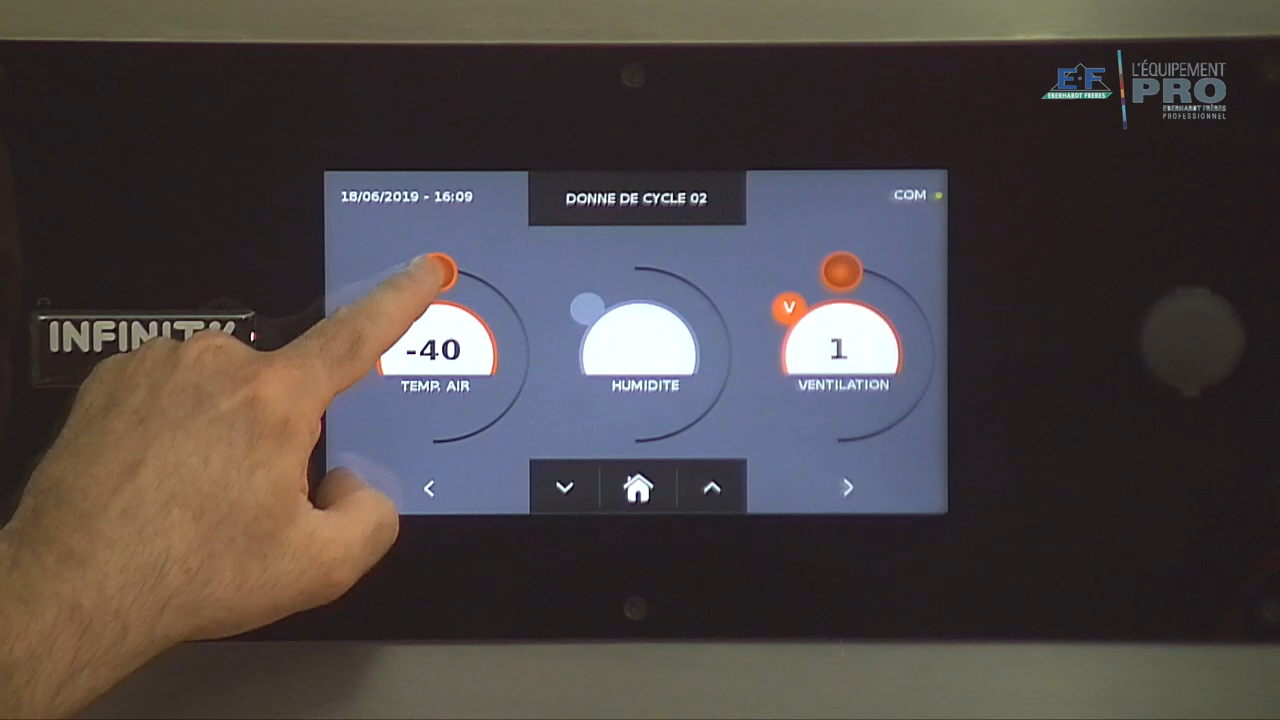 EF
EBERHARDT FRÈRES
L'ÉQUIPEMENT
PRO
EBERHARDT FRÈRES
PROFESSIONNEL
18/06/2019 - 16:09
DONNE DE CYCLE 02
COM
INFINITY
V
-40
1
TEMP. AIR
HUMIDITE
VENTILATION